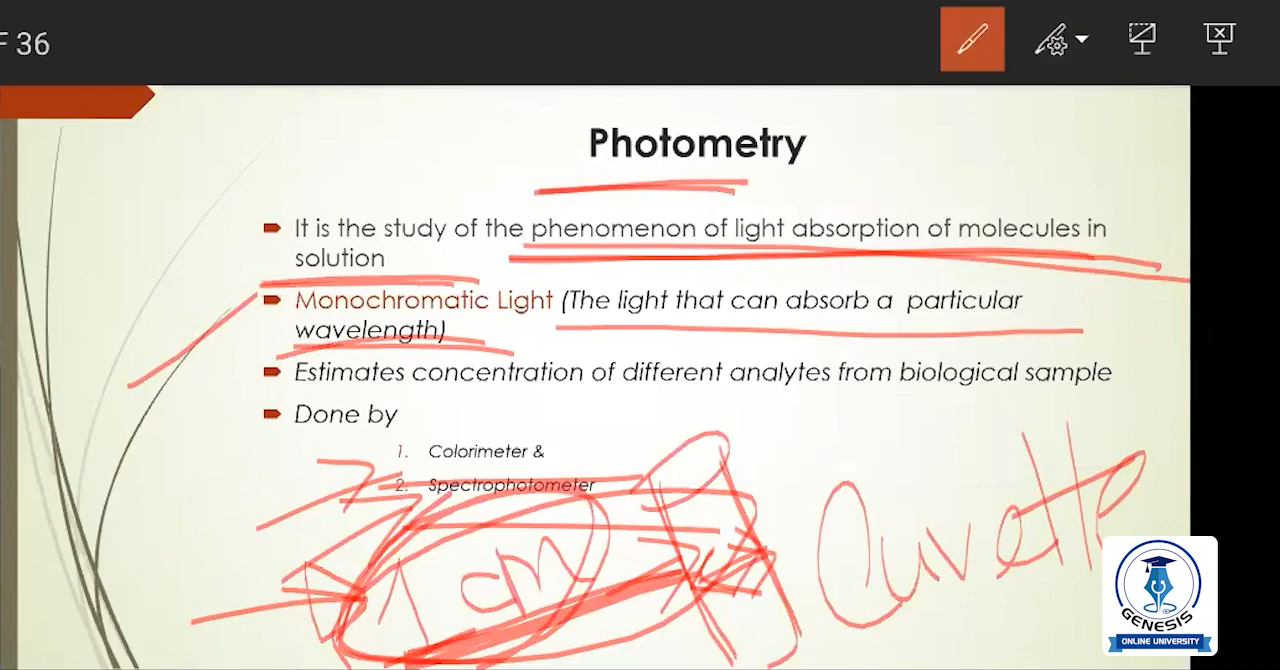 F 36
Photometry
It is the study of the phenomenon of light absorption of molecules in
solution
Monochromatic Light (The light that can absorb a particular
wavelength)
Estimates concentration of different analytes from biological sample
Done by
1. Colorimeter &
2. Spectrophotometer
1 cm
Cuvette
GENESIS
ONLINE UNIVERSITY